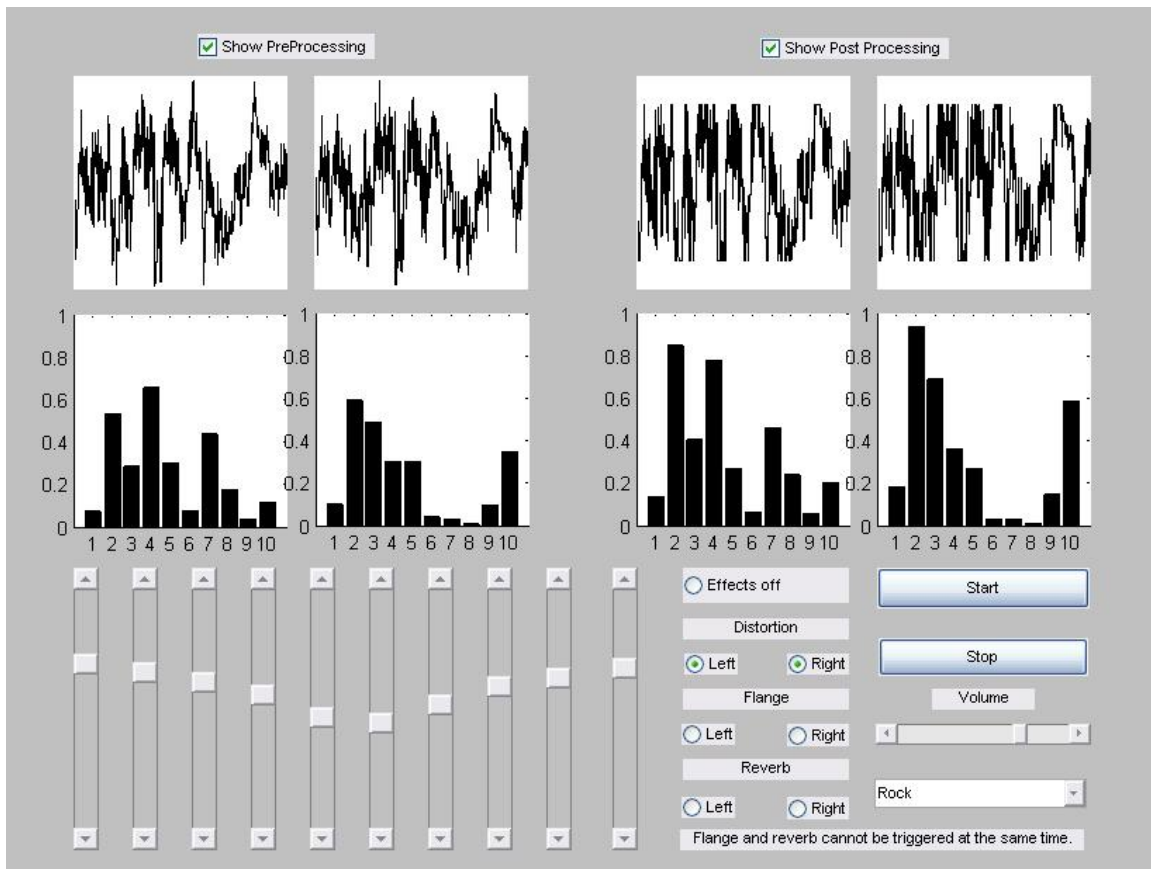 Show PreProcessing
Show Post Processing
1
0.8
0.6
0.4
0.2
0
1 2 3 4 5 6 7 8 9 10
1
0.8
0.6
0.4
0.2
0
1 2 3 4 5 6 7 8 9 10
1
0.8
0.6
0.4
0.2
0
1 2 3 4 5 6 7 8 9 10
1
0.8
0.6
0.4
0.2
0
1 2 3 4 5 6 7 8 9 10
Effects off
Distortion
Left Right
Flange
Left Right
Reverb
Left Right
Flange and reverb cannot be triggered at the same time.
Start
Stop
Volume
Rock